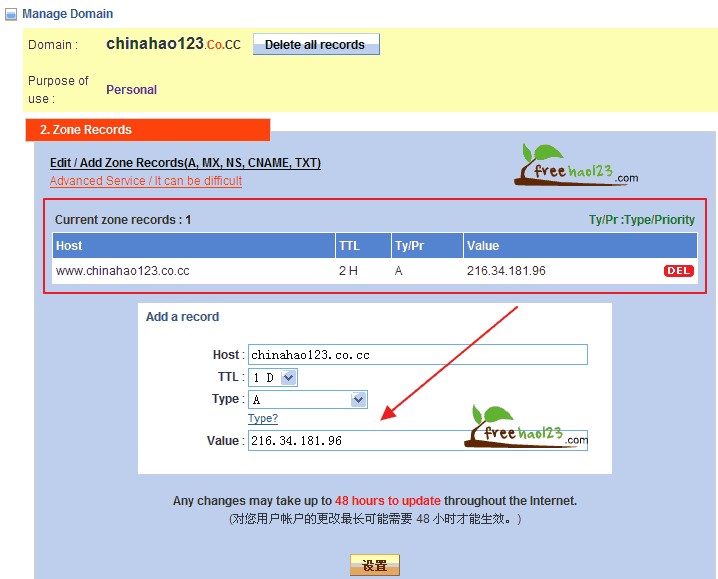 Manage Domain
Domain : chinahao123.Co.CC Delete all records
Purpose of use : Personal
2. Zone Records
Edit / Add Zone Records(A, MX, NS, CNAME, TXT)
Advanced Service / It can be difficult
freehao123.com
Current zone records : 1 Ty/Pr :Type/Priority
Host TTL Ty/Pr Value
www.chinahao123.co.cc 2 H A 216.34.181.96 DEL
Add a record
Host : chinahao123.co.cc
TTL : 1 D
Type : A
Type?
Value : 216.34.181.96
freehao123.com
Any changes may take up to 48 hours to update throughout the Internet.
(对您用户帐户的更改最长可能需要 48 小时才能生效。)
设置